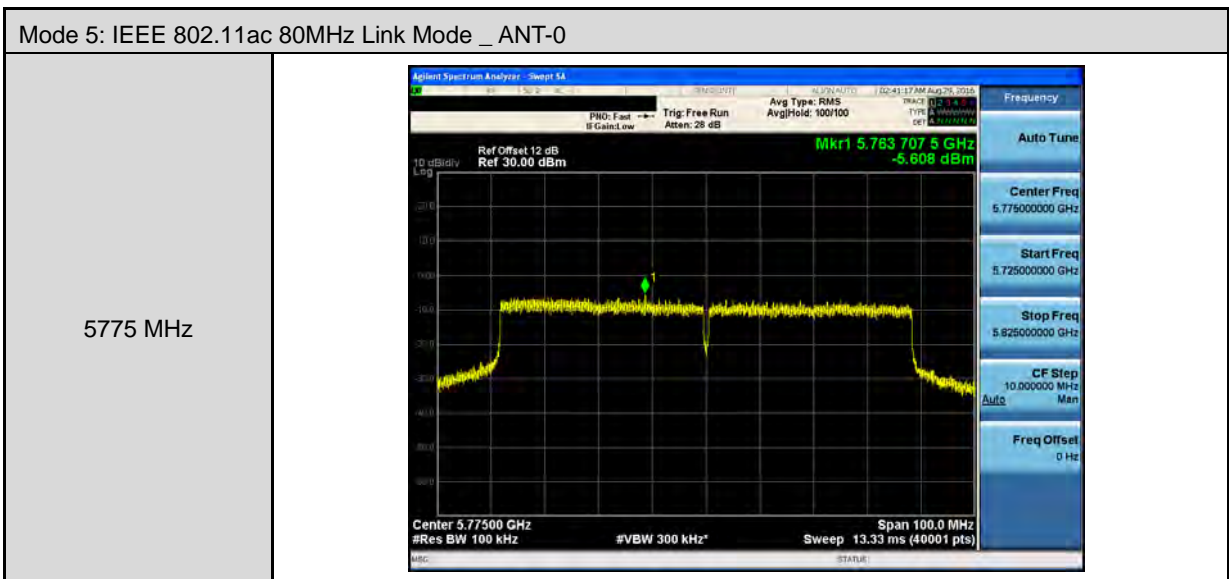 Mode 5: IEEE 802.11ac 80MHz Link Mode _ ANT-0
5775 MHz
Agilent Spectrum Analyzer - Swept SA
02:41:17 AM Aug 29, 2016
PNO: Fast
IFGain:Low
Trig: Free Run
Atten: 28 dB
Avg Type: RMS
Avg|Hold: 100/100
TRACE
TYPE
DET
Frequency
Auto Tune
Mkr1 5.763 707 5 GHz
-5.608 dBm
Ref Offset 12 dB
10 dB/div Ref 30.00 dBm
Log
1
Center Freq
5.775000000 GHz
Start Freq
5.725000000 GHz
Stop Freq
5.825000000 GHz
CF Step
10.000000 MHz
Auto Man
Freq Offset
0 Hz
Center 5.77500 GHz
Span 100.0 MHz
#Res BW 100 kHz
#VBW 300 kHz*
Sweep 13.33 ms (40001 pts)
MSG
STATUS